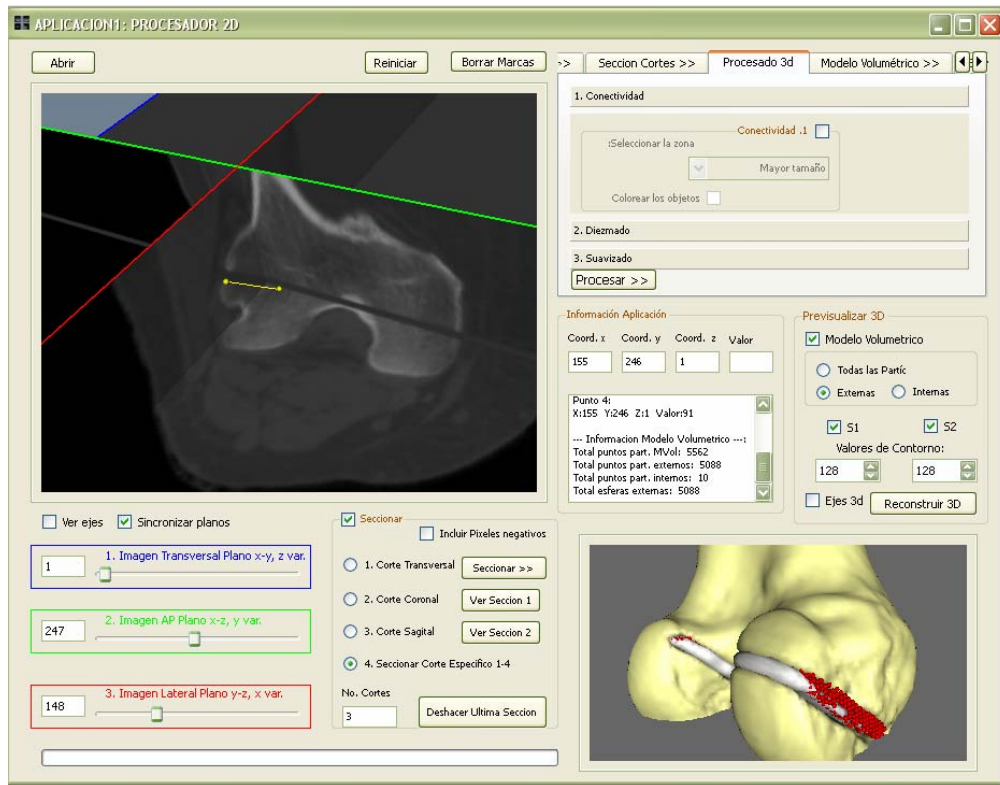 APLICACION1: PROCESADOR 2D
Abrir
Reiniciar
Borrar Marcas
>>
Seccion Cortes >>
Procesado 3d
Modelo Volumétrico >>
1. Conectividad
Conectividad .1
:Seleccionar la zona
Mayor tamaño
Colorear los objetos
2. Diezmado
3. Suavizado
Procesar >>
Información Aplicación
Coord. x Coord. y Coord. z Valor
155 246 1
Punto 4:
X:155 Y:246 Z:1 Valor:91
--- Informacion Modelo Volumetrico ---:
Total puntos part. MVol: 5562
Total puntos part. externos: 5088
Total puntos part. internos: 10
Total esferas externas: 5088
Previsualizar 3D
Modelo Volumetrico
Todas las Partíc
Externas Internas
S1 S2
Valores de Contorno:
128 128
Ejes 3d Reconstruir 3D
Ver ejes Sincronizar planos
1. Imagen Transversal Plano x-y, z var.
1
2. Imagen AP Plano x-z, y var.
247
3. Imagen Lateral Plano y-z, x var.
148
Seccionar
Incluir Pixeles negativos
1. Corte Transversal Seccionar >>
2. Corte Coronal Ver Seccion 1
3. Corte Sagital Ver Seccion 2
4. Seccionar Corte Especifico 1-4
No. Cortes
3 Deshacer Ultima Seccion